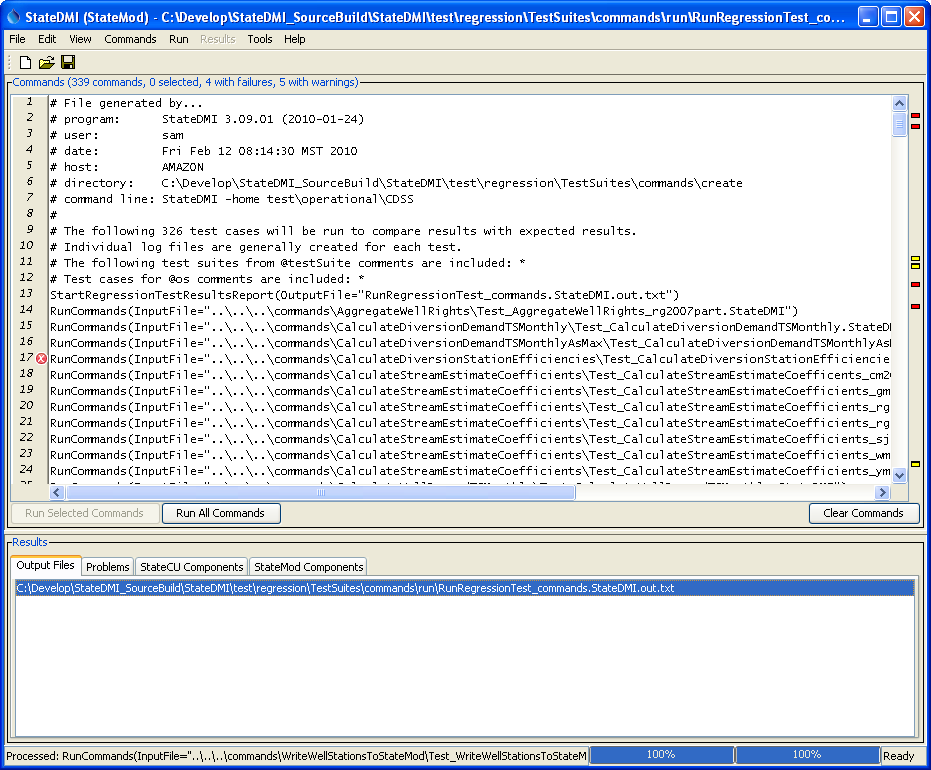 StateDMI (StateMod) - C:\Develop\StateDMI_SourceBuild\StateDMI\test\regression\TestSuites\commands\run\RunRegressionTest_co...
File Edit View Commands Run Results Tools Help
Commands (339 commands, 0 selected, 4 with failures, 5 with warnings)
1 # File generated by...
2 # program: StateDMI 3.09.01 (2010-01-24)
3 # user: sam
4 # date: Fri Feb 12 08:14:30 MST 2010
5 # host: AMAZON
6 # directory: C:\Develop\StateDMI_SourceBuild\StateDMI\test\regression\TestSuites\commands\create
7 # command line: StateDMI -home test\operational\CDSS
8 #
9 # The following 326 test cases will be run to compare results with expected results.
10 # Individual log files are generally created for each test.
11 # The following test suites from @testSuite comments are included: *
12 # Test cases for @os comments are included: *
13 StartRegressionTestResultsReport(OutputFile="RunRegressionTest_commands.StateDMI.out.txt")
14 RunCommands(InputFile="..\..\..\commands\AggregateWellRights\Test_AggregateWellRights_rg2007part.StateDMI")
15 RunCommands(InputFile="..\..\..\commands\CalculateDiversionDemandTSMonthly\Test_CalculateDiversionDemandTSMonthly.StateDM
16 RunCommands(InputFile="..\..\..\commands\CalculateDiversionDemandTSMonthlyAsMax\Test_CalculateDiversionDemandTSMonthlyAsM
17 RunCommands(InputFile="..\..\..\commands\CalculateDiversionStationEfficiencies\Test_CalculateDiversionStationEfficiencie
18 RunCommands(InputFile="..\..\..\commands\CalculateStreamEstimateCoefficients\Test_CalculateStreamEstimateCoefficents_cm20
19 RunCommands(InputFile="..\..\..\commands\CalculateStreamEstimateCoefficients\Test_CalculateStreamEstimateCoefficients_gm
20 RunCommands(InputFile="..\..\..\commands\CalculateStreamEstimateCoefficients\Test_CalculateStreamEstimateCoefficients_rg
21 RunCommands(InputFile="..\..\..\commands\CalculateStreamEstimateCoefficients\Test_CalculateStreamEstimateCoefficients_rg
22 RunCommands(InputFile="..\..\..\commands\CalculateStreamEstimateCoefficients\Test_CalculateStreamEstimateCoefficients_sj
23 RunCommands(InputFile="..\..\..\commands\CalculateStreamEstimateCoefficients\Test_CalculateStreamEstimateCoefficients_wm
24 RunCommands(InputFile="..\..\..\commands\CalculateStreamEstimateCoefficients\Test_CalculateStreamEstimateCoefficients_ym
Run Selected Commands Run All Commands Clear Commands
Results
Output Files Problems StateCU Components StateMod Components
C:\Develop\StateDMI_SourceBuild\StateDMI\test\regression\TestSuites\commands\run\RunRegressionTest_commands.StateDMI.out.txt
Processed: RunCommands(InputFile="..\..\..\commands\WriteWellStationsToStateMod\Test_WriteWellStationsToStateM 100% 100% Ready